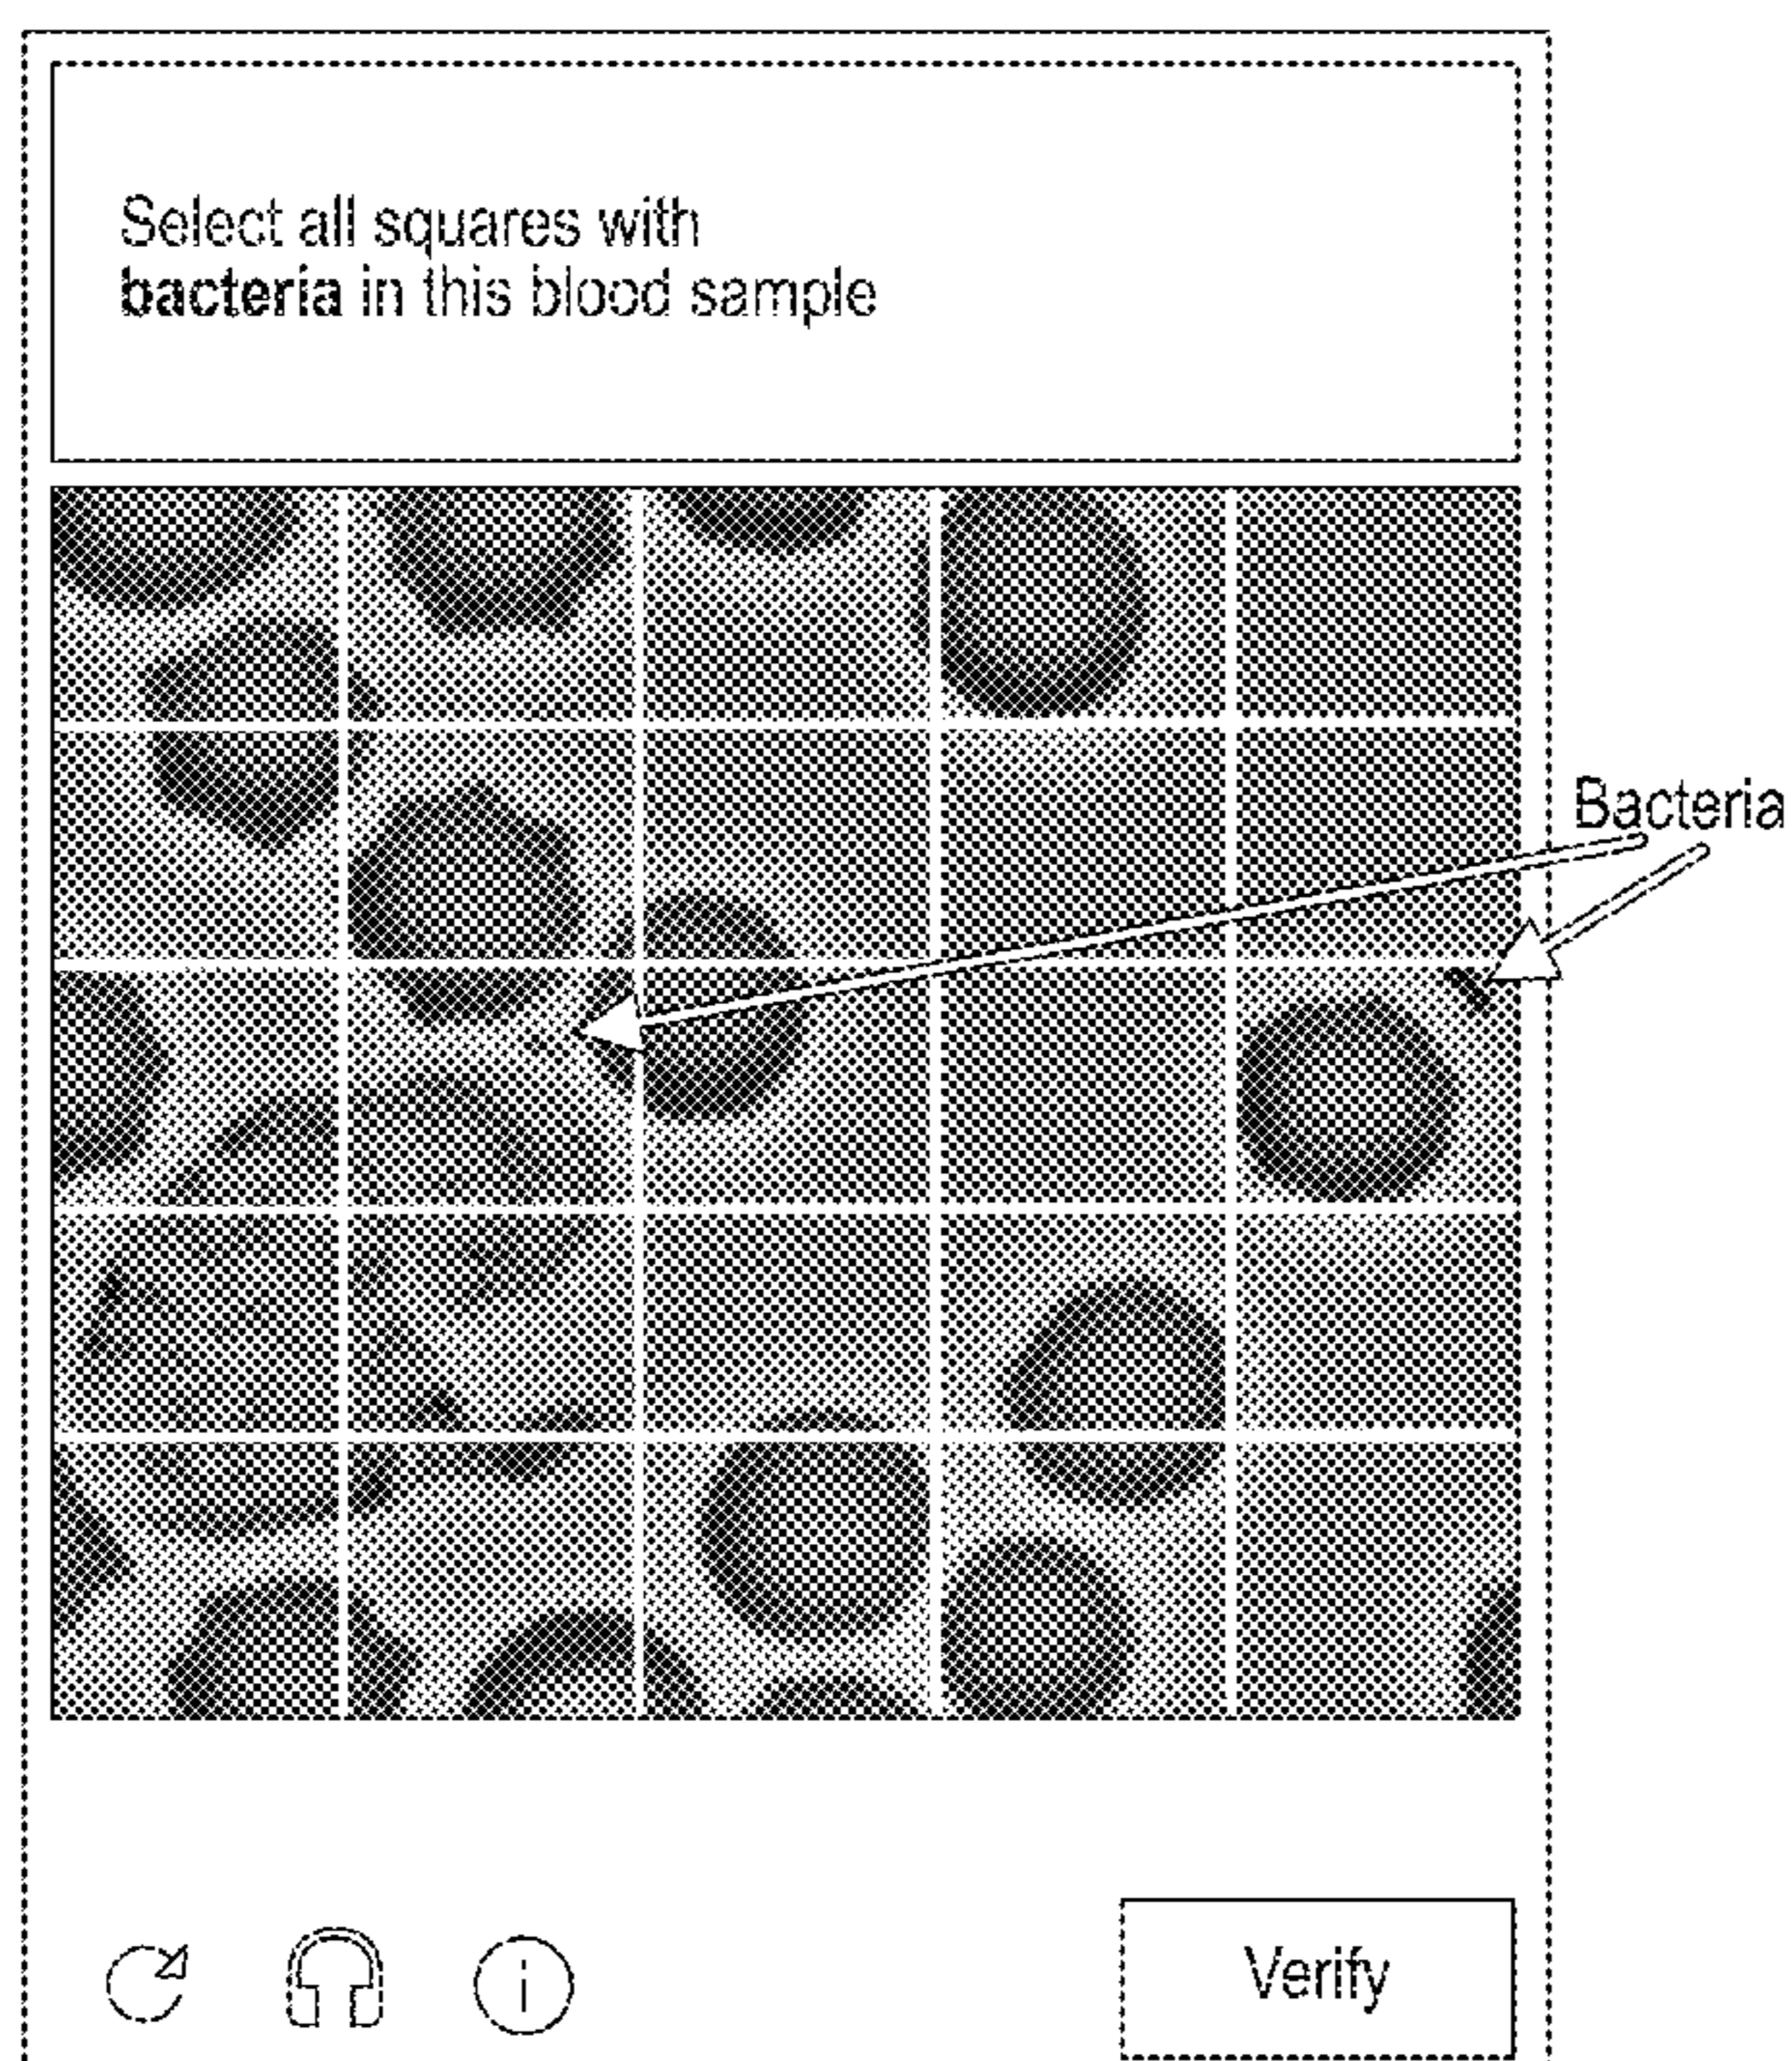 Select all squares with
bacteria in this blood sample
Bacteria
i
Verify